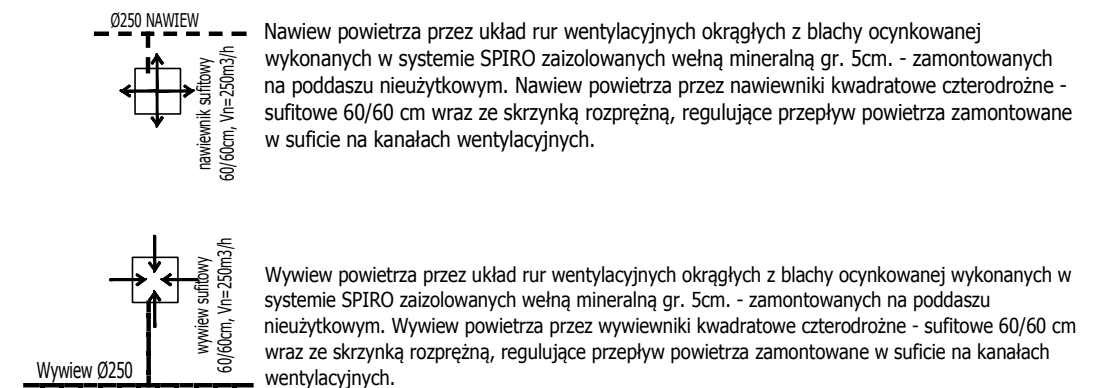 Ø250 NAWIEW
nawiewnik sufitowy
60/60cm, Vn=250m3/h
Nawiew powietrza przez układ rur wentylacyjnych okrągłych z blachy ocynkowanej
wykonanych w systemie SPIRO zaizolowanych wełną mineralną gr. 5cm. - zamontowanych
na poddaszu nieużytkowym. Nawiew powietrza przez nawiewniki kwadratowe czterodrożne -
sufitowe 60/60 cm wraz ze skrzynką rozprężną, regulujące przepływ powietrza zamontowane
w suficie na kanałach wentylacyjnych.
wywiew sufitowy
60/60cm, Vn=250m3/h
Wywiew Ø250
Wywiew powietrza przez układ rur wentylacyjnych okrągłych z blachy ocynkowanej wykonanych w
systemie SPIRO zaizolowanych wełną mineralną gr. 5cm. - zamontowanych na poddaszu
nieużytkowym. Wywiew powietrza przez wywiewniki kwadratowe czterodrożne - sufitowe 60/60 cm
wraz ze skrzynką rozprężną, regulujące przepływ powietrza zamontowane w suficie na kanałach
wentylacyjnych.